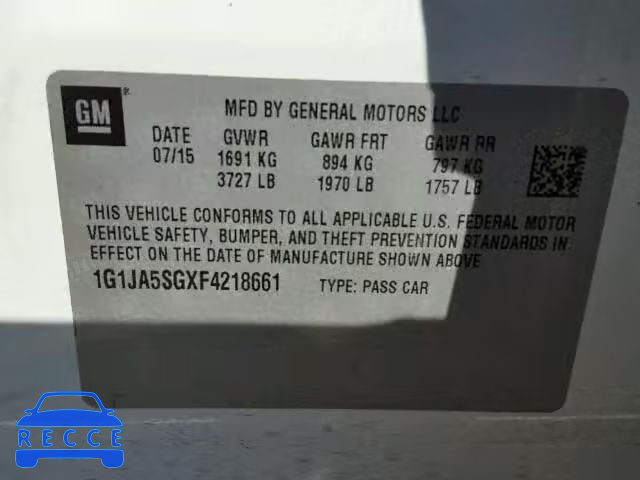 GM ®
MFD BY GENERAL MOTORS LLC
DATE GVWR GAWR FRT GAWR RR
07/15 1691 KG 894 KG 797 KG
3727 LB 1970 LB 1757 LB
THIS VEHICLE CONFORMS TO ALL APPLICABLE U.S. FEDERAL MOTOR
VEHICLE SAFETY, BUMPER, AND THEFT PREVENTION STANDARDS IN
EFFECT ON THE DATE OF MANUFACTURE SHOWN ABOVE
1G1JA5SGXF4218661 TYPE: PASS CAR
RECCE